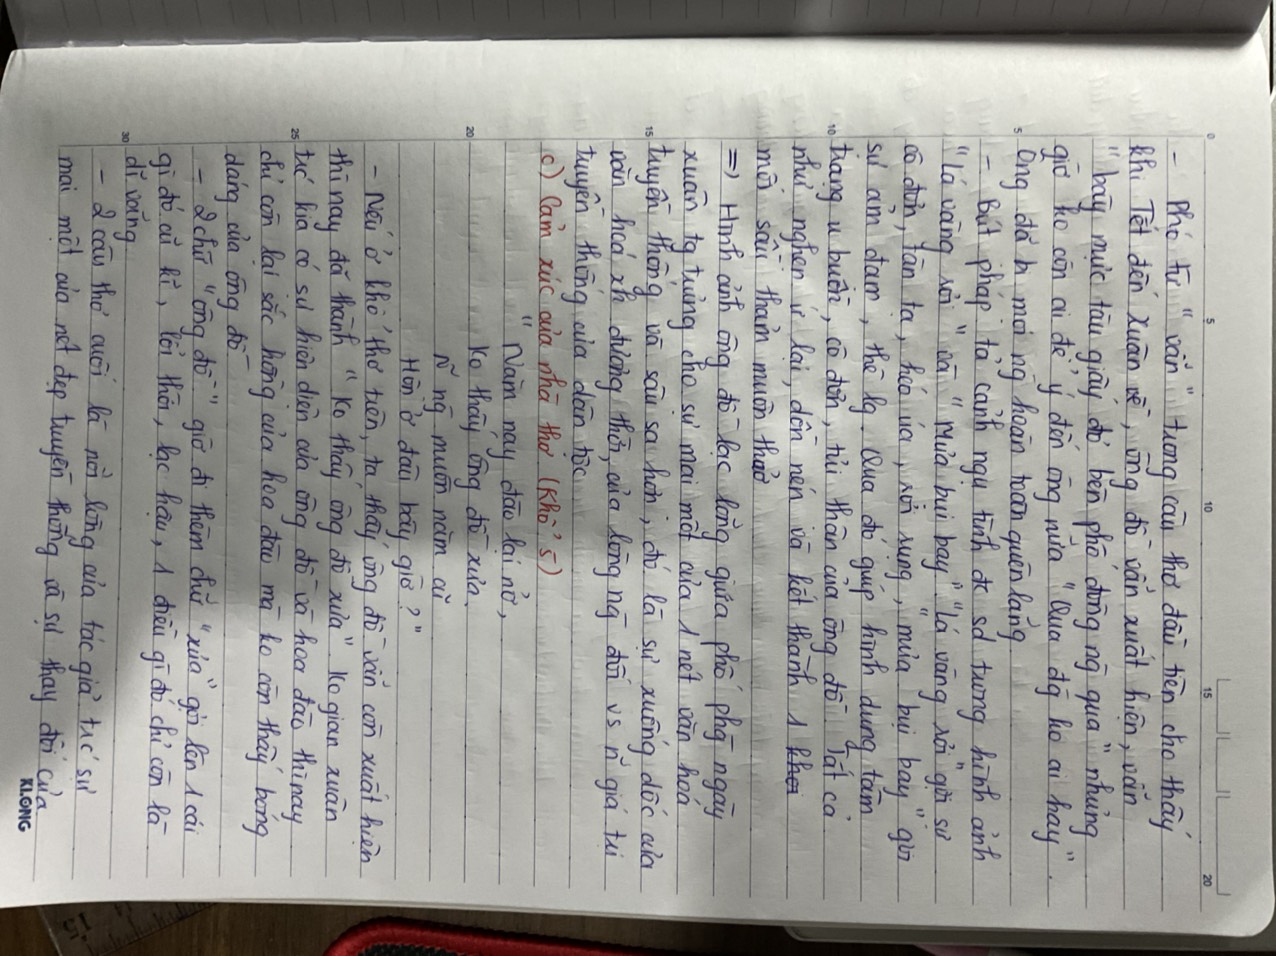 0 5 10 15 20
- Phó từ "vẫn" trong câu thơ đầu tiên cho thấy
khi Tết đến xuân về, ông đồ vẫn xuất hiện, vẫn
"bày mực tàu giấy đỏ bên phố đông ng qua" nhưng
giờ ko còn ai để ý đến ông nữa "Qua đg ko ai hay".
5 Ông đã bị mọi ng hoàn toàn quên lãng
- Bút pháp tả cảnh ngụ tình đc sd trong hình ảnh
"Lá vàng rơi" và "Mưa bụi bay". "Lá vàng rơi" gợi sự
cô đơn, tàn tạ, héo úa, rơi rụng, "mưa bụi bay" gợi
sự ảm đạm, thê lg. Qua đó giúp hình dung tâm
10 trạng u buồn, cô đơn, tủi thân của ông đồ. Tất cả
như nghẹn ứ lại, dồn nén và kết thành 1 khối
mối sầu thảm muôn thuở
=> Hình ảnh ông đồ lạc lõng giữa phố phg ngày
xuân tg trưng cho sự mai một của 1 nét văn hoá
15 truyền thống và sâu sa hơn, đó là sự xuống dốc của
văn hoá xh đương thời, của lòng ng đối vs n~ giá trị
truyền thống của dân tộc
c) Cảm xúc của nhà thơ (Khổ 5)
"Năm nay đào lại nở,
20 Ko thấy ông đồ xưa.
N~ ng muôn năm cũ
Hồn ở đâu bây giờ?"
- Nếu ở khổ thơ trên, ta thấy ông đồ vẫn còn xuất hiện
thì nay đã thành "Ko thấy ông đồ xưa". Ko gian xuân
25 trc kia có sự hiện diện của ông đồ và hoa đào thì nay
chỉ còn lại sắc hồng của hoa đào mà ko còn thấy bóng
dáng của ông đồ
- 2 chữ "ông đồ" giờ đi thêm chữ "xưa" gợi lên 1 cái
gì đó cũ kĩ, lỗi thời, lạc hậu, 1 điều gì đó chỉ còn là
30 dĩ vãng
- 2 câu thơ cuối là nỗi lòng của tác giả trc sự
mai một của nét đẹp truyền thống và sự thay đổi của
KLONG